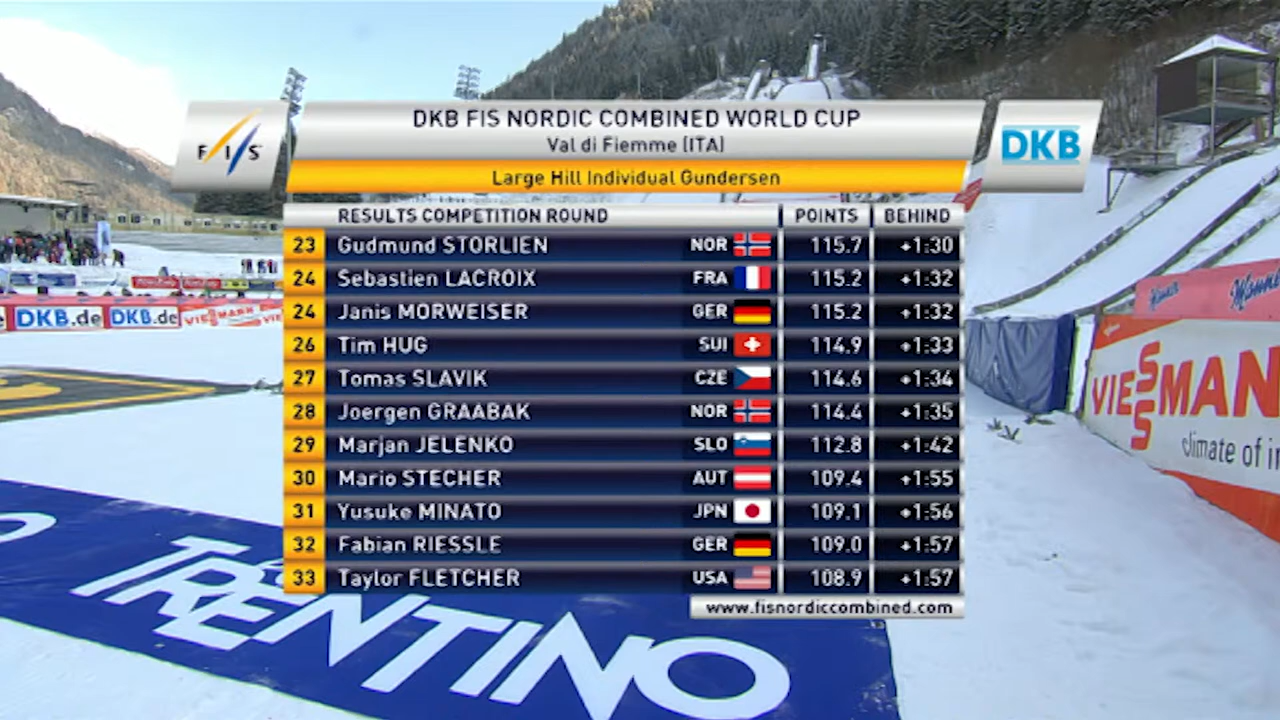 DKB FIS NORDIC COMBINED WORLD CUP
Val di Fiemme (ITA)
FIS
DKB
Large Hill Individual Gundersen
RESULTS COMPETITION ROUND POINTS BEHIND
23 Gudmund STORLIEN NOR 115.7 +1:30
24 Sebastien LACROIX FRA 115.2 +1:32
24 Janis MORWEISER GER 115.2 +1:32
26 Tim HUG SUI 114.9 +1:33
27 Tomas SLAVIK CZE 114.6 +1:34
28 Joergen GRAABAK NOR 114.4 +1:35
29 Marjan JELENKO SLO 112.8 +1:42
30 Mario STECHER AUT 109.4 +1:55
31 Yusuke MINATO JPN 109.1 +1:56
32 Fabian RIESSLE GER 109.0 +1:57
33 Taylor FLETCHER USA 108.9 +1:57
www.fisnordiccombined.com
DKB.de DKB.de VIESSMANN
VIESSMAN
climate of
TRENTINO